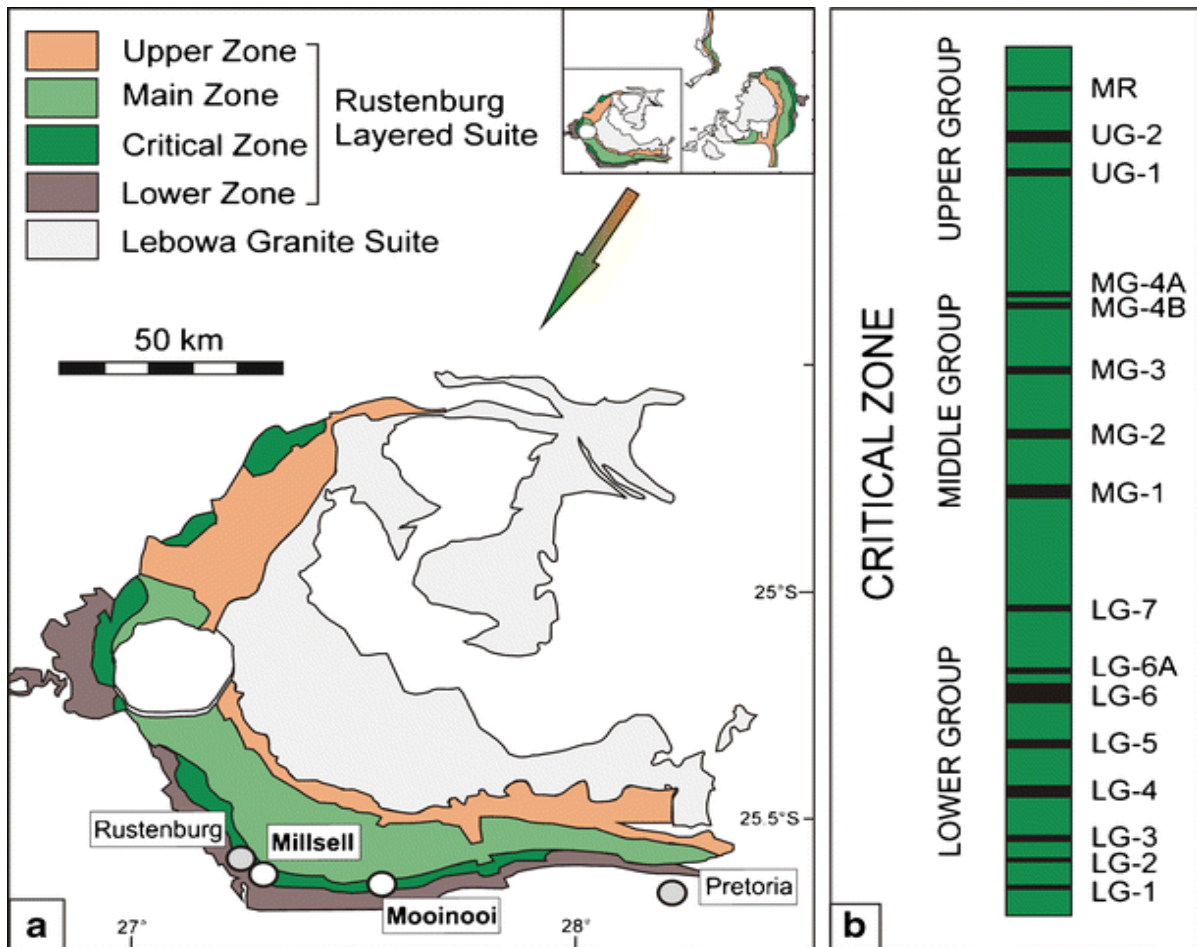 Upper Zone
Main Zone
Critical Zone
Lower Zone
Lebowa Granite Suite
Rustenburg
Layered Suite
50 km
25°S
25.5°S
Rustenburg
Millsell
Mooinooi
Pretoria
27°
28°
a
b
CRITICAL ZONE
UPPER GROUP
MIDDLE GROUP
LOWER GROUP
MR
UG-2
UG-1
MG-4A
MG-4B
MG-3
MG-2
MG-1
LG-7
LG-6A
LG-6
LG-5
LG-4
LG-3
LG-2
LG-1